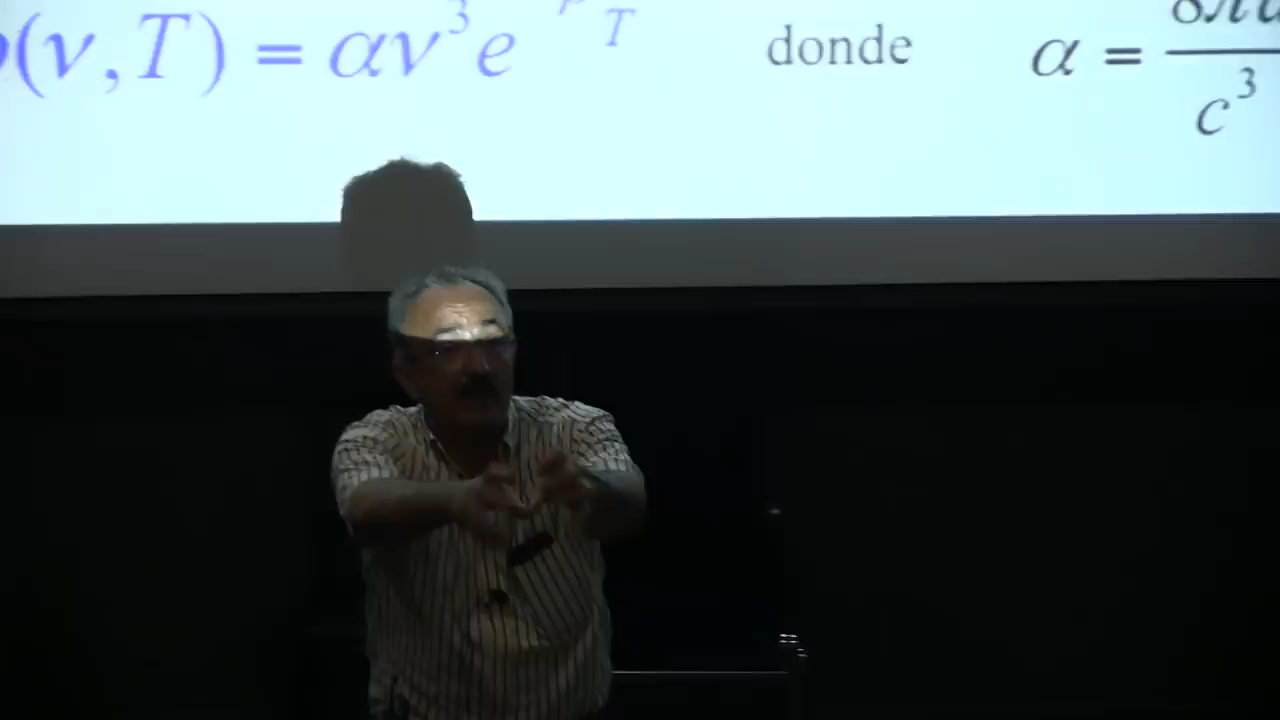 (ν,T) = αν³e T donde α = c³